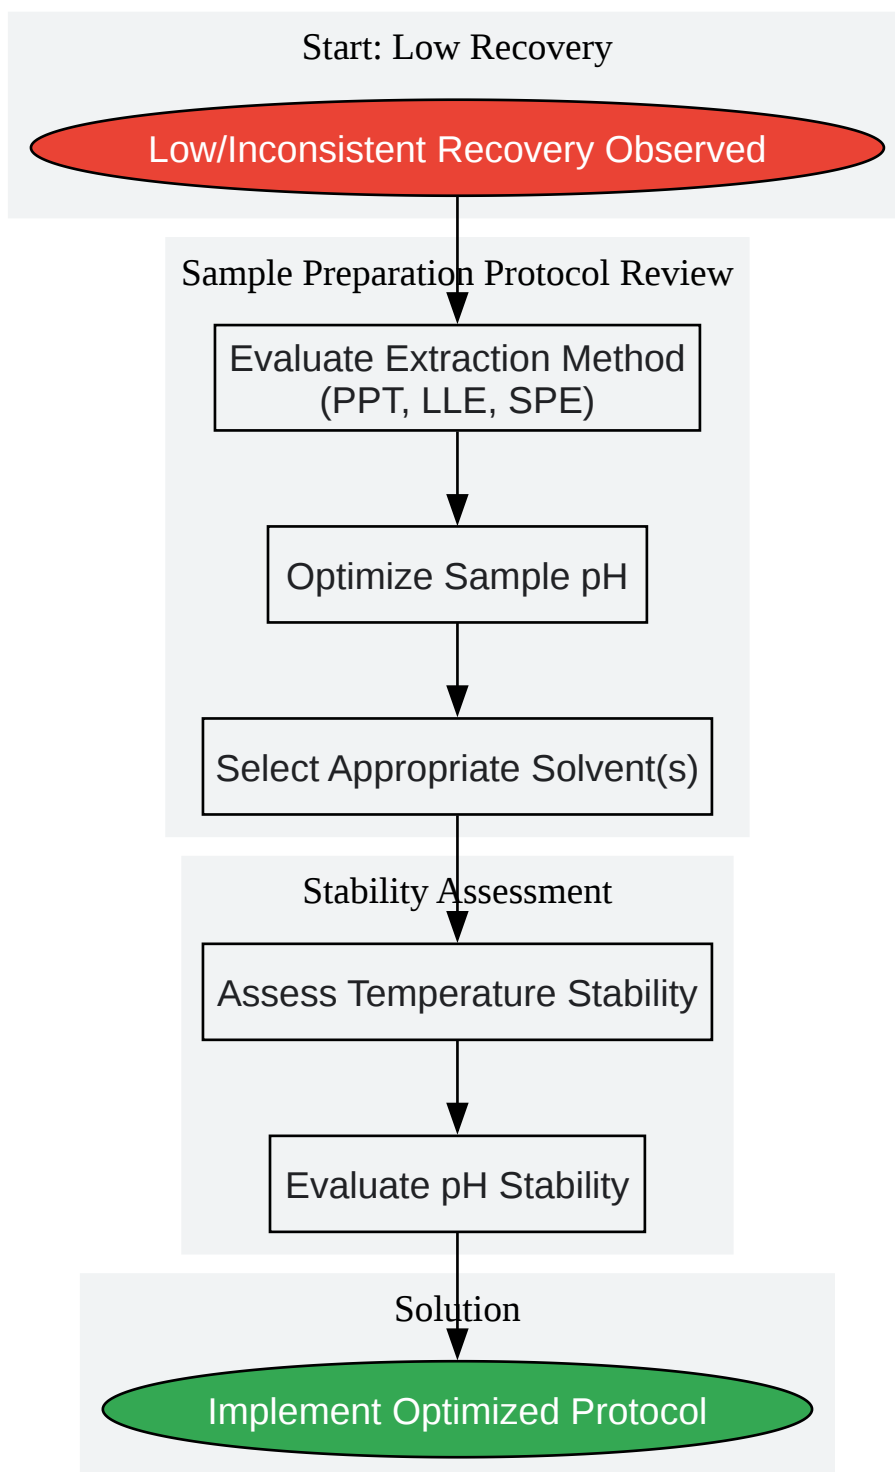 Start: Low Recovery
Low/Inconsistent Recovery Observed
Sample Preparation Protocol Review
Evaluate Extraction Method
(PPT, LLE, SPE)
Optimize Sample pH
Select Appropriate Solvent(s)
Stability Assessment
Assess Temperature Stability
Evaluate pH Stability
Solution
Implement Optimized Protocol